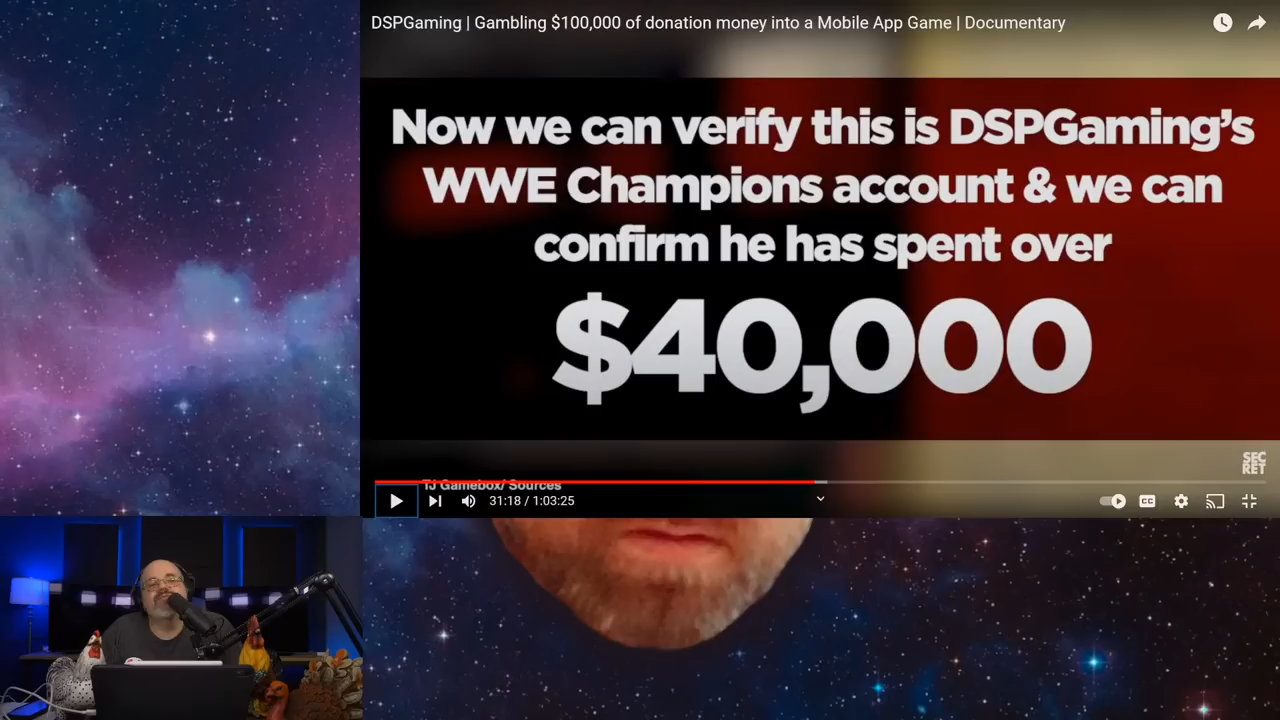 DSPGaming | Gambling $100,000 of donation money into a Mobile App Game | Documentary
Now we can verify this is DSPGaming's
WWE Champions account & we can
confirm he has spent over
$40,000
SEC
RET
TJ Gamebox/ Sources
31:18 / 1:03:25
CC